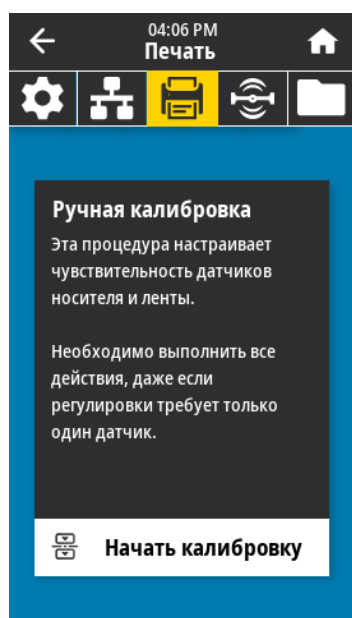 04:06 PM
Печать
Ручная калибровка
Эта процедура настраивает
чувствительность датчиков
носителя и ленты.
Необходимо выполнить все
действия, даже если
регулировки требует только
один датчик.
Начать калибровку